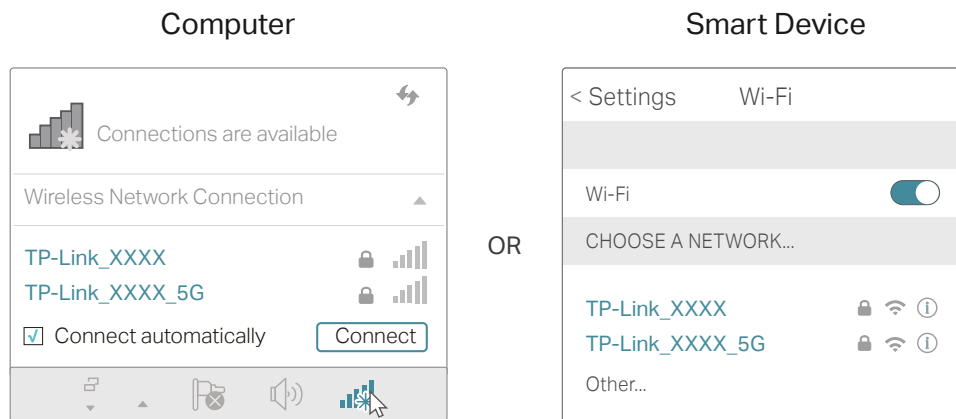 Computer
Connections are available
Wireless Network Connection
TP-Link_XXXX
TP-Link_XXXX_5G
Connect automatically
Connect
OR
Smart Device
< Settings Wi-Fi
Wi-Fi
CHOOSE A NETWORK...
TP-Link_XXXX
TP-Link_XXXX_5G
Other...